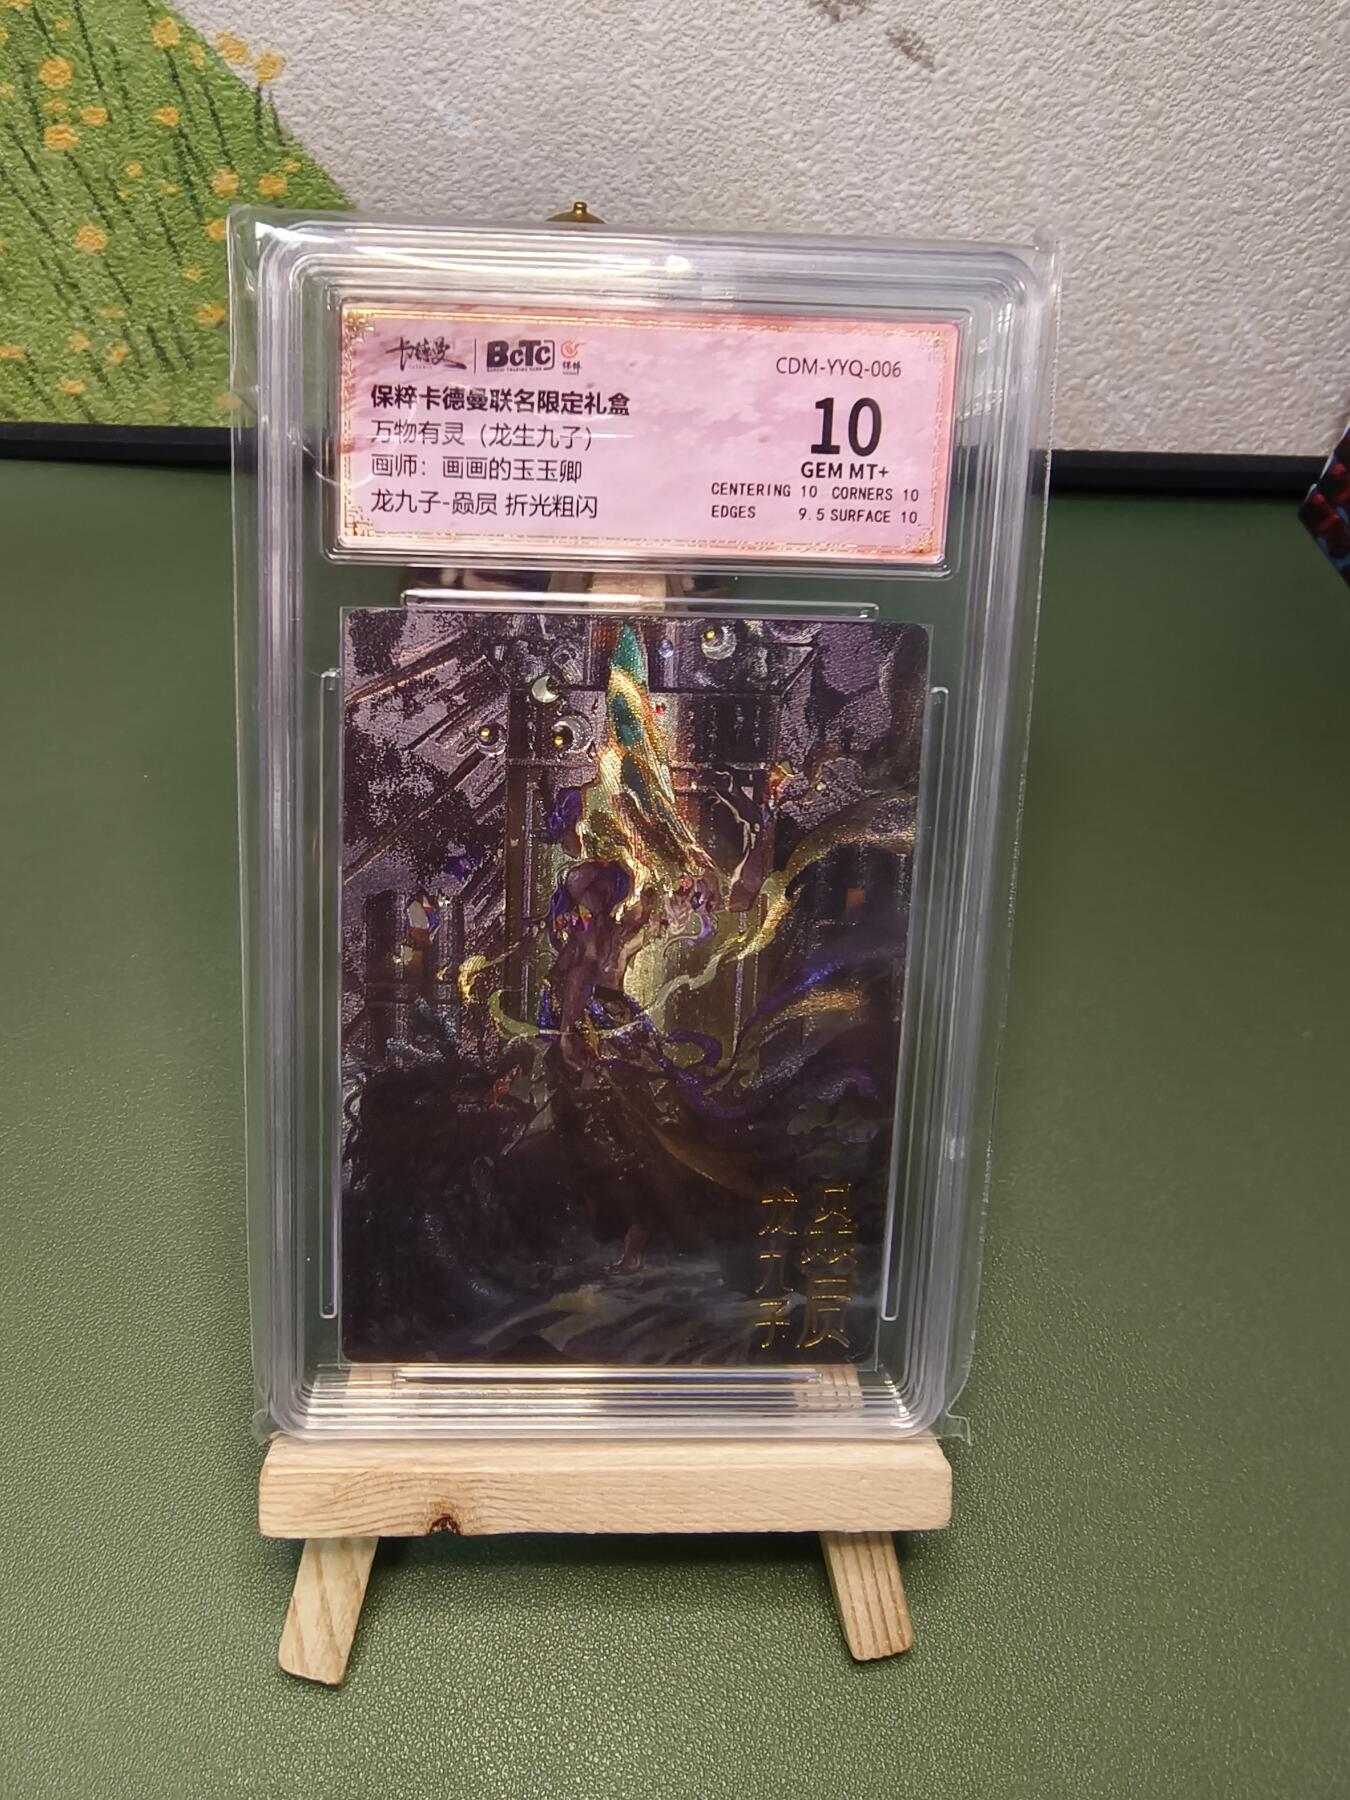 卡德曼 BCTC 保粹
CDM-YYQ-006
保粹卡德曼联名限定礼盒
万物有灵（龙生九子）
画师：画画的玉玉卿
龙九子-赑屃 折光粗闪
10
GEM MT+
CENTERING 10 CORNERS 10
EDGES 9.5 SURFACE 10
赑屃
龙九子